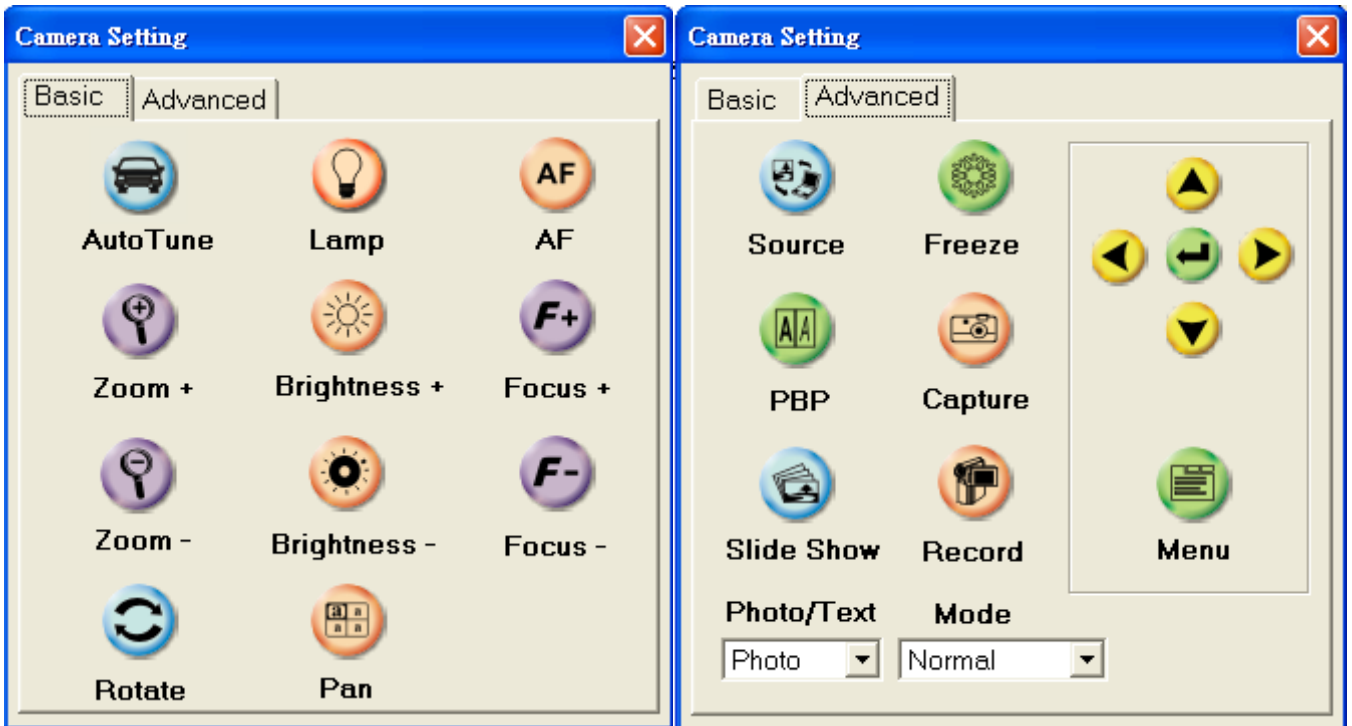 Camera Setting
Basic Advanced
AutoTune Lamp AF
AF
Zoom + Brightness + Focus +
F+
Zoom - Brightness - Focus -
F-
Rotate Pan
a a
a a
Camera Setting
Basic Advanced
Source Freeze
A A
PBP Capture
Slide Show Record Menu
Photo/Text Mode
Photo Normal